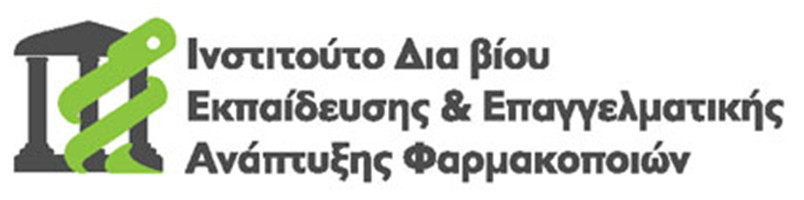 Ινστιτούτο Δια βίου
Εκπαίδευσης & Επαγγελματικής
Ανάπτυξης Φαρμακοποιών